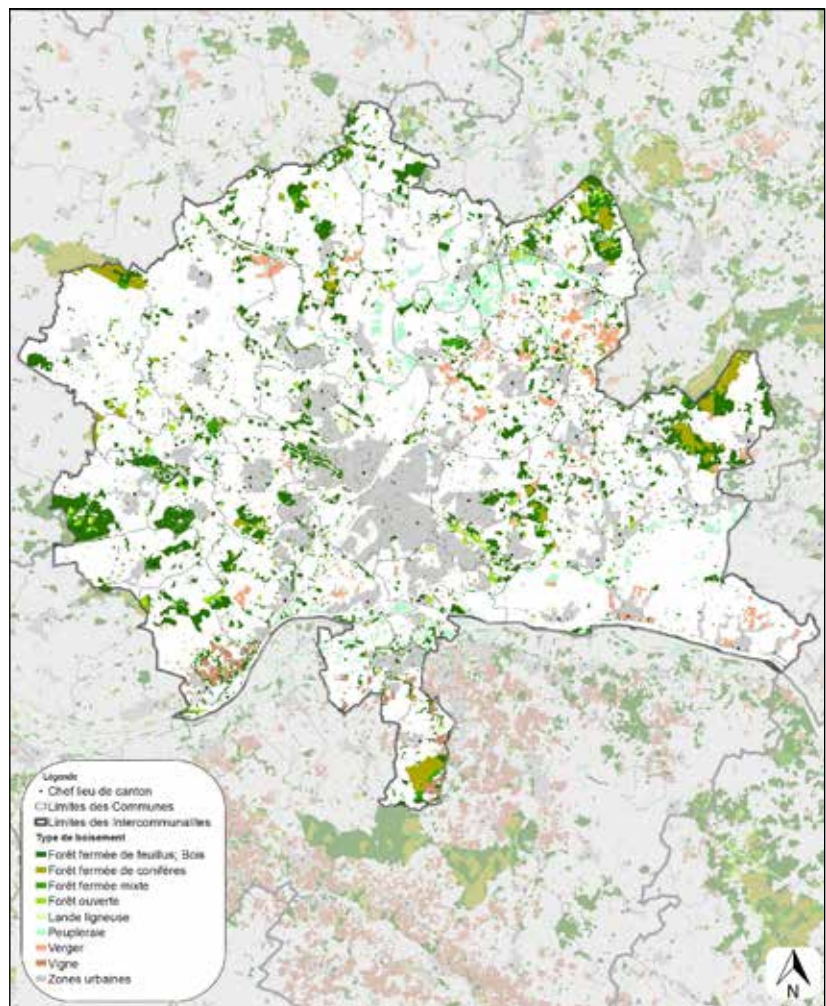 Légende
Chef lieu de canton
Limites des Communes
Limites des Intercommunalités
Type de boisement
Forêt fermée de feuillus; Bois
Forêt fermée de conifères
Forêt fermée mixte
Forêt ouverte
Lande ligneuse
Peupleraie
Verger
Vigne
Zones urbaines
N